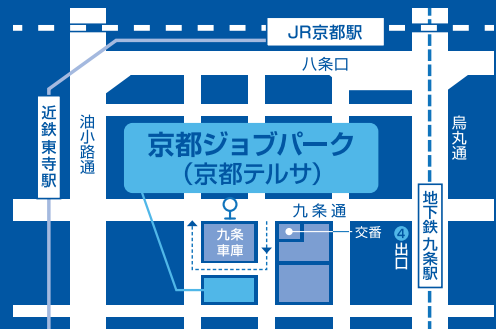 JR京都駅
八条口
近鉄東寺駅
油小路通
烏丸通
京都ジョブパーク
（京都テルサ）
九条通
地下鉄九条駅
九条
車庫
交番
4出口